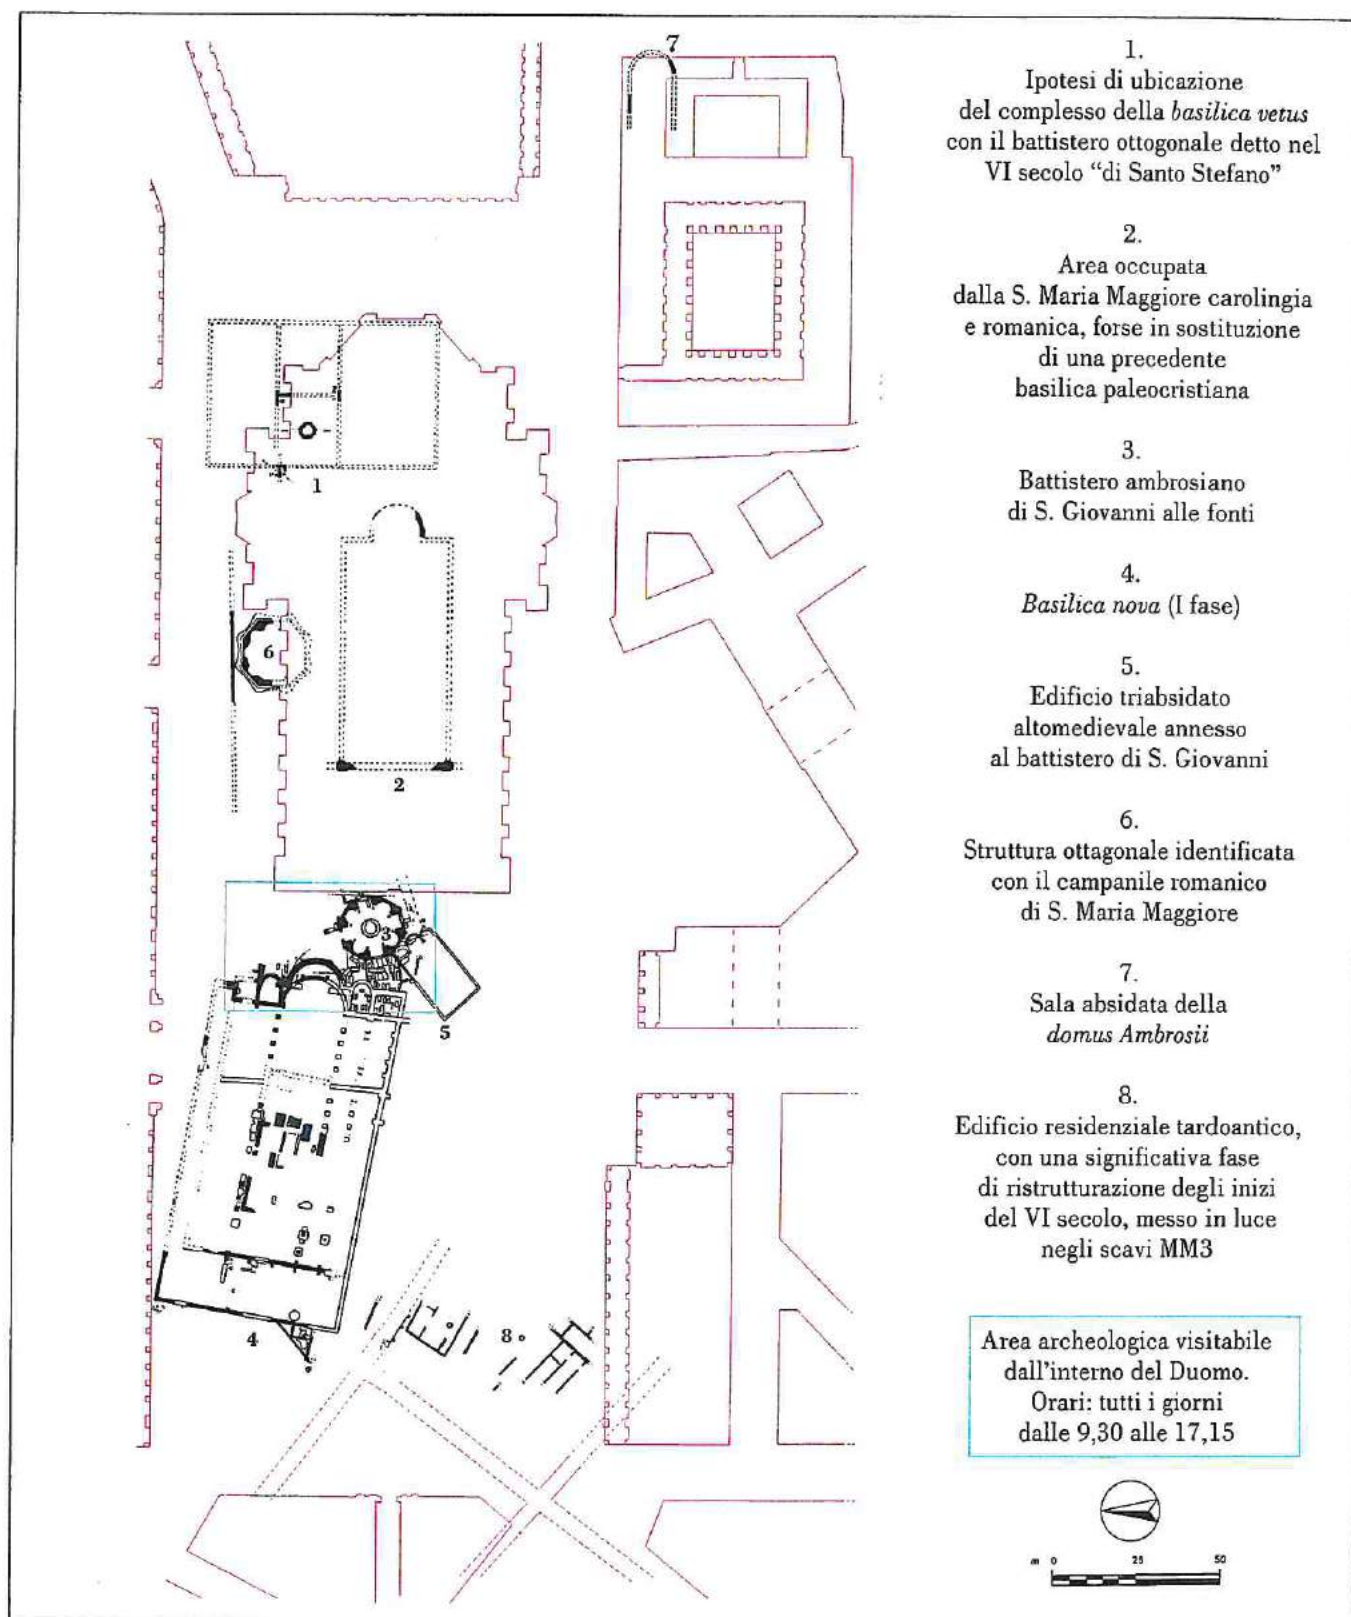 7
1
6
2
3
5
4
8
1.
Ipotesi di ubicazione
del complesso della basilica vetus
con il battistero ottogonale detto nel
VI secolo “di Santo Stefano”
2.
Area occupata
dalla S. Maria Maggiore carolingia
e romanica, forse in sostituzione
di una precedente
basilica paleocristiana
3.
Battistero ambrosiano
di S. Giovanni alle fonti
4.
Basilica nova (I fase)
5.
Edificio triabsidato
altomedievale annesso
al battistero di S. Giovanni
6.
Struttura ottagonale identificata
con il campanile romanico
di S. Maria Maggiore
7.
Sala absidata della
domus Ambrosii
8.
Edificio residenziale tardoantico,
con una significativa fase
di ristrutturazione degli inizi
del VI secolo, messo in luce
negli scavi MM3
Area archeologica visitabile
dall'interno del Duomo.
Orari: tutti i giorni
dalle 9,30 alle 17,15
m 0 25 50